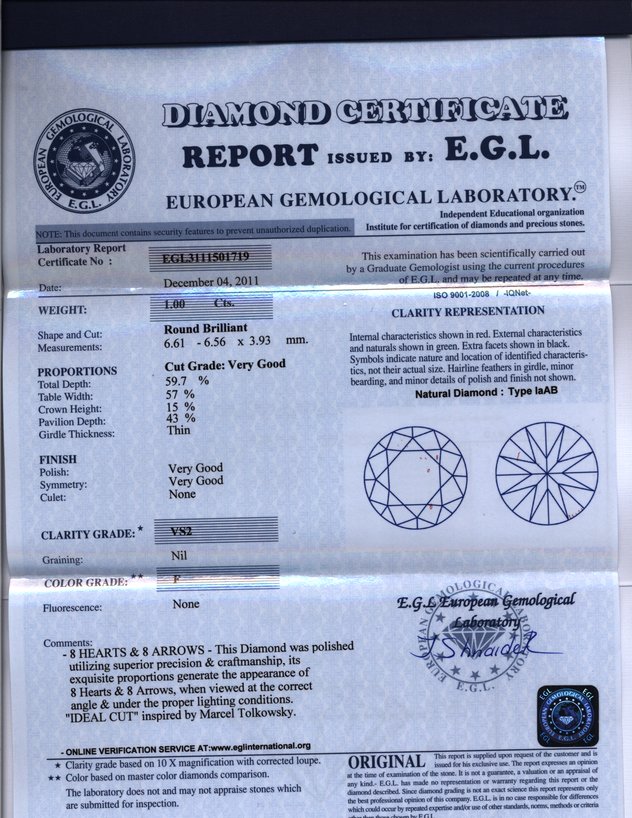 DIAMOND CERTIFICATE
REPORT ISSUED BY: E.G.L.
EUROPEAN GEMOLOGICAL LABORATORY.™
EUROPEAN GEMOLOGICAL LABORATORY
E.G.L.
Independent Educational organization
Institute for certification of diamonds and precious stones.
NOTE: This document contains security features to prevent unauthorized duplication.
Laboratory Report
Certificate No : EGL3111501719
Date: December 04, 2011
This examination has been scientifically carried out
by a Graduate Gemologist using the current procedures
of E.G.L, and may be repeated at any time.
ISO 9001-2008 / -IQNet-
WEIGHT: 1.00 Cts.
Shape and Cut: Round Brilliant
Measurements: 6.61 - 6.56 x 3.93 mm.
CLARITY REPRESENTATION
Internal characteristics shown in red. External characteristics
and naturals shown in green. Extra facets shown in black.
Symbols indicate nature and location of identified characteris-
tics, not their actual size. Hairline feathers in girdle, minor
bearding, and minor details of polish and finish not shown.
Natural Diamond : Type IaAB
PROPORTIONS Cut Grade: Very Good
Total Depth: 59.7 %
Table Width: 57 %
Crown Height: 15 %
Pavilion Depth: 43 %
Girdle Thickness: Thin
FINISH
Polish: Very Good
Symmetry: Very Good
Culet: None
CLARITY GRADE:* VS2
Graining: Nil
COLOR GRADE:** F
Fluorescence: None
E.G.L European Gemological
Laboratory
EUROPEAN GEMOLOGICAL LABORATORY
E.G.L.
Comments:
- 8 HEARTS & 8 ARROWS - This Diamond was polished
utilizing superior precision & craftmanship, its
exquisite proportions generate the appearance of
8 Hearts & 8 Arrows, when viewed at the correct
angle & under the proper lighting conditions.
"IDEAL CUT" inspired by Marcel Tolkowsky.
EGL EGL
EGL EGL
- ONLINE VERIFICATION SERVICE AT:www.eglinternational.org
★ Clarity grade based on 10 X magnification with corrected loupe.
★★ Color based on master color diamonds comparison.
The laboratory does not and may not appraise stones which
are submitted for inspection.
ORIGINAL This report is supplied upon request of the customer and is
issued for his exclusive use. The report expresses an opinion
at the time of examination of the stone. It is not a guarantee, a valuation or an appraisal of
any kind.- E.G.L. has made no representation or warranty regarding this report or the
diamond described. Since diamond grading is not an exact science this report represents only
the best professional opinion of this company. E.G.L. is in no case responsible for differences
which could occur by repeated expertise and/or use of other standards, norms, methods or criteria
other than those chosen by E.G.L